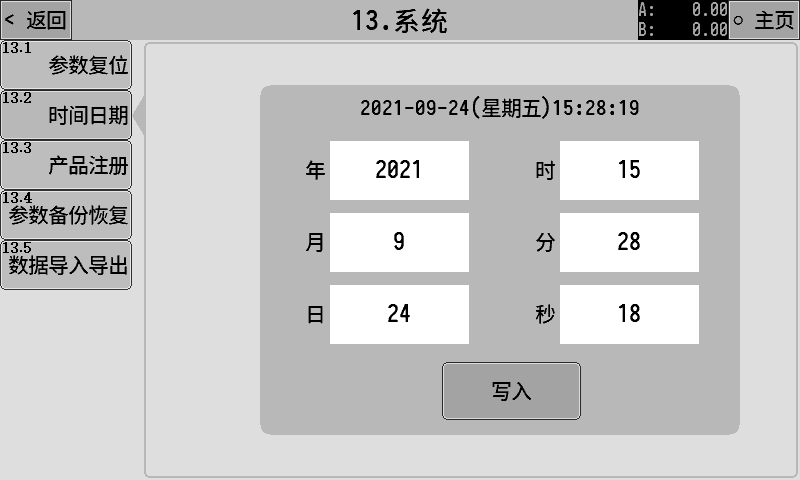 < 返回
13.系统
A: 0.00
B: 0.00
○ 主页
13.1
参数复位
13.2
时间日期
13.3
产品注册
13.4
参数备份恢复
13.5
数据导入导出
2021-09-24(星期五)15:28:19
年 2021 时 15
月 9 分 28
日 24 秒 18
写入